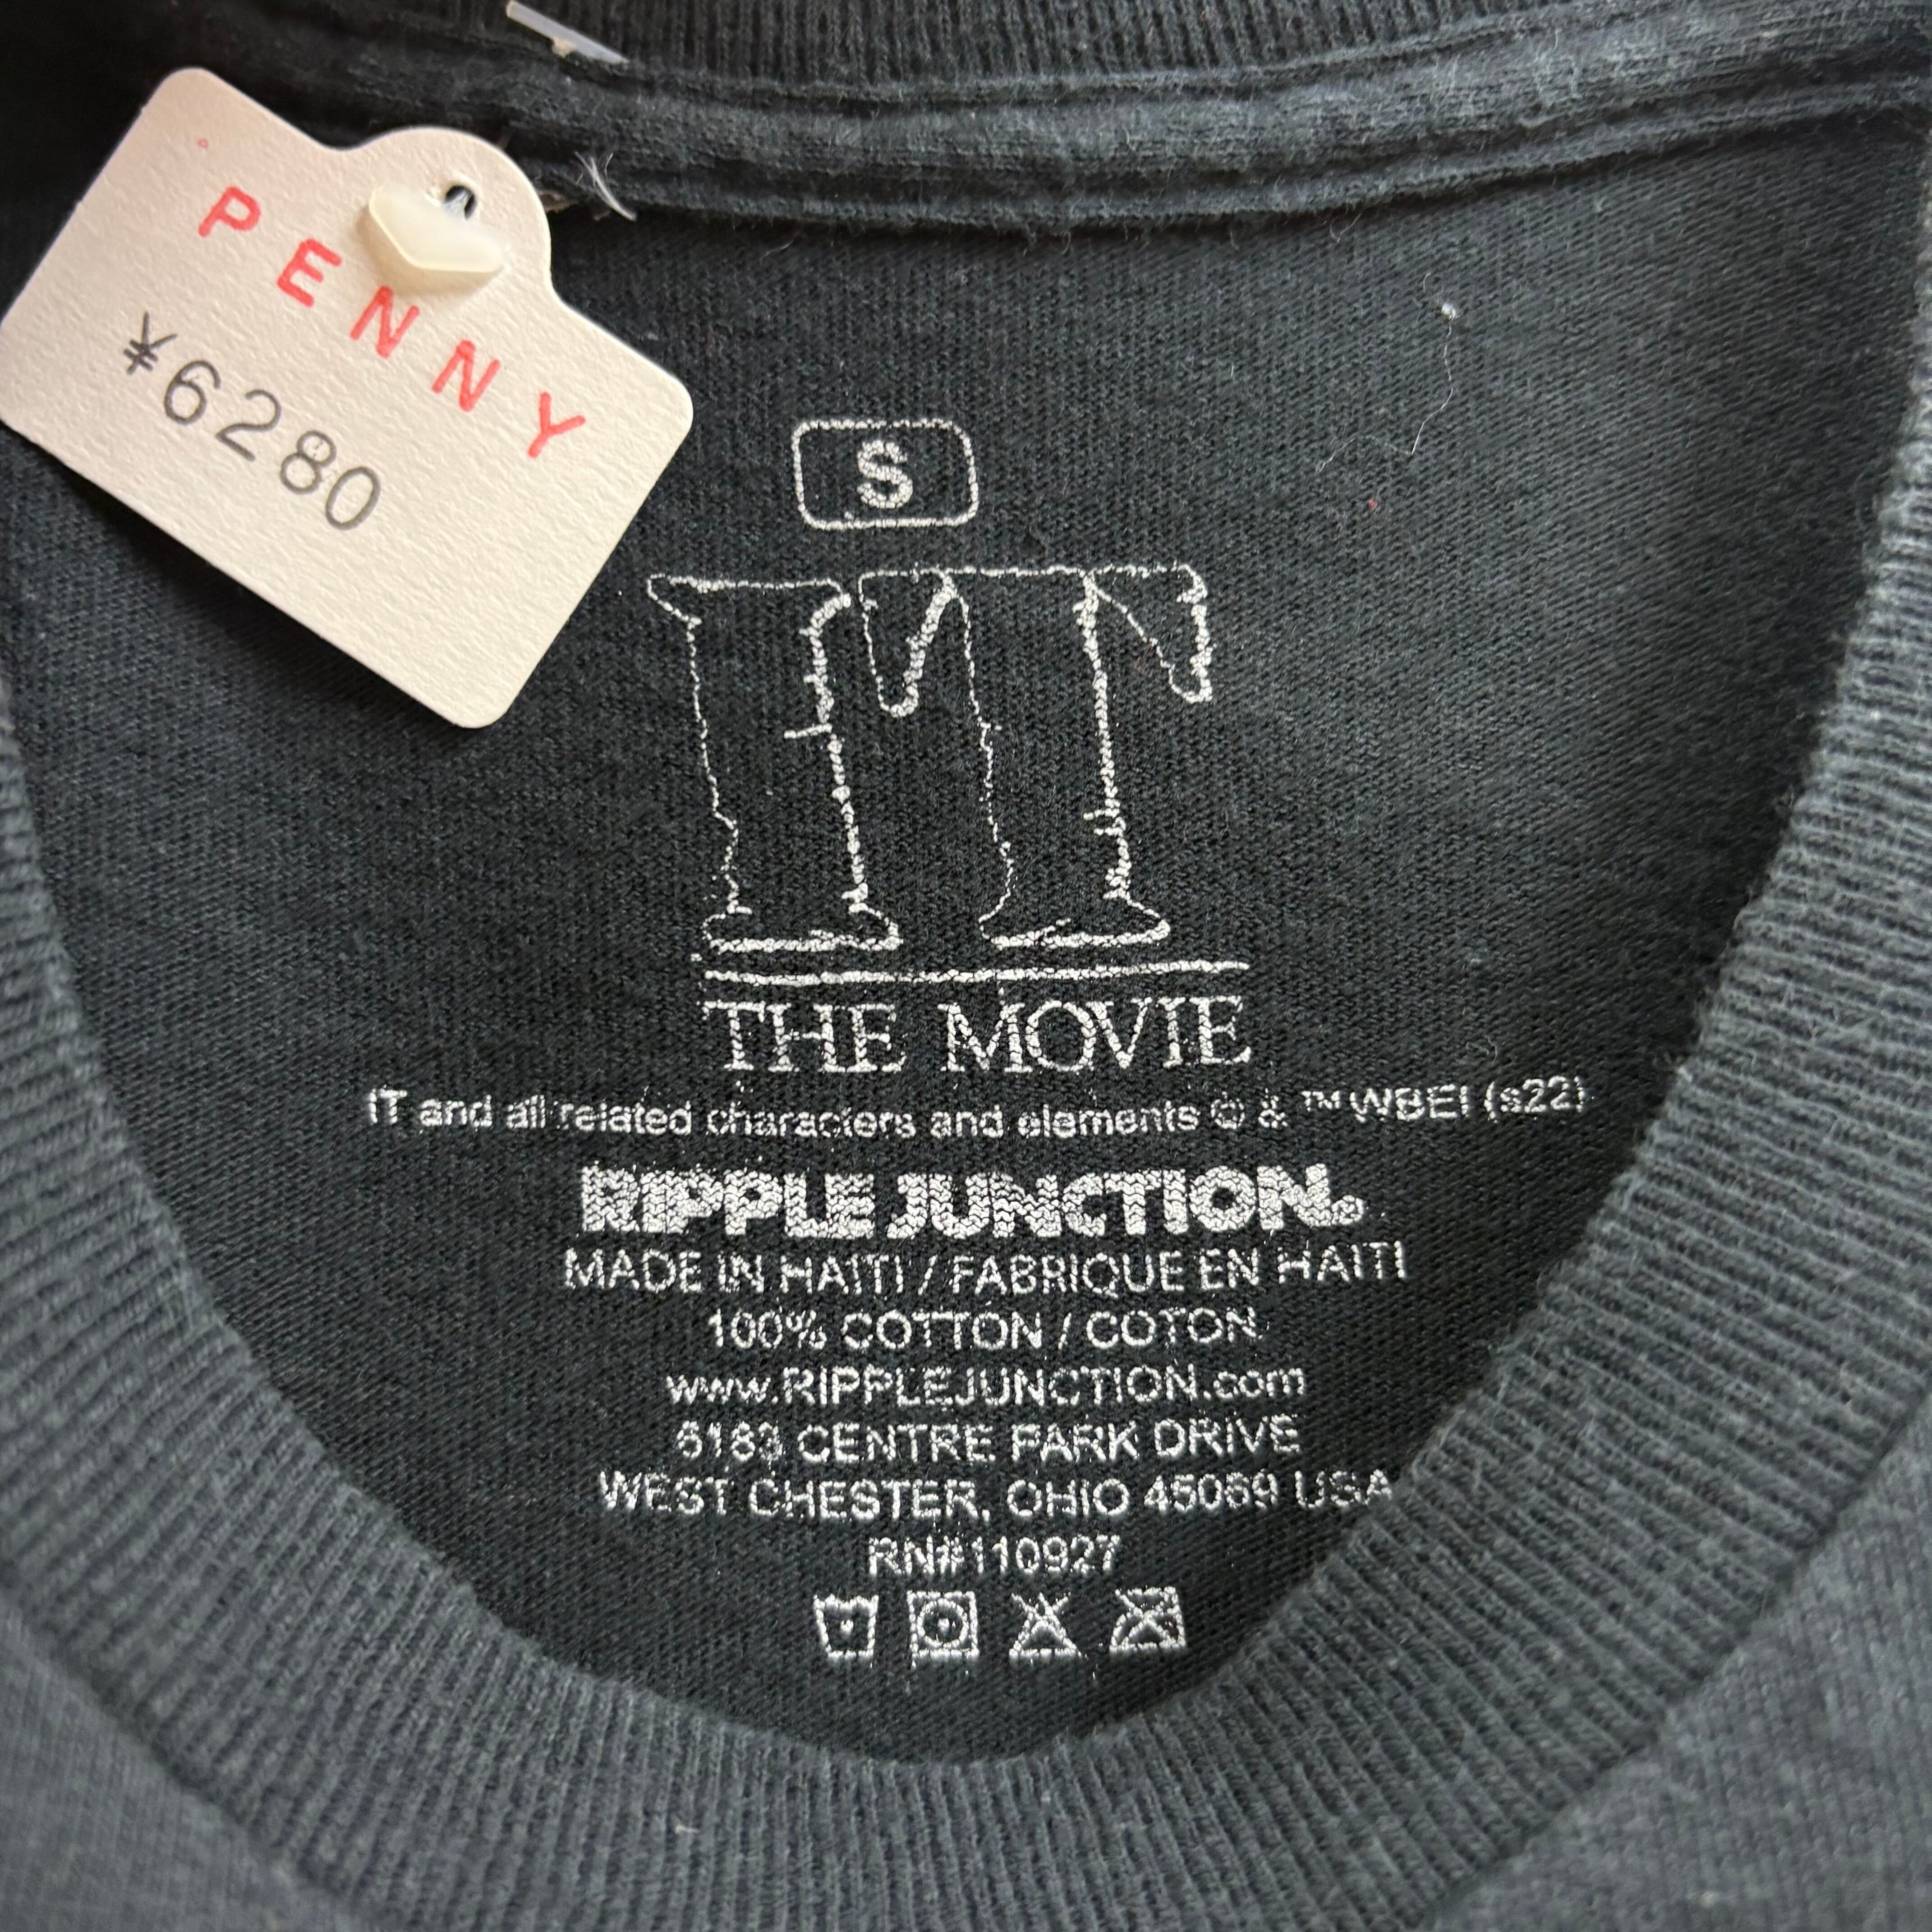 PENNY
¥6280
S
IT
THE MOVIE
IT and all related characters and elements © & ™ WBEI (s22)
RIPPLE JUNCTION®
MADE IN HAITI / FABRIQUE EN HAITI
100% COTTON / COTON
www.RIPPLEJUNCTION.com
CENTRE PARK DRIVE
WEST CHESTER, OHIO 45069 USA
RN#110927